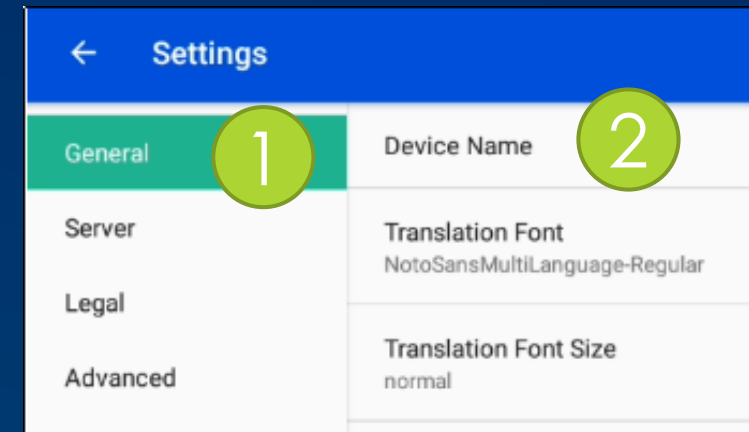 ← Settings
General
1
Device Name
2
Server
Translation Font
NotoSansMultiLanguage-Regular
Legal
Translation Font Size
normal
Advanced